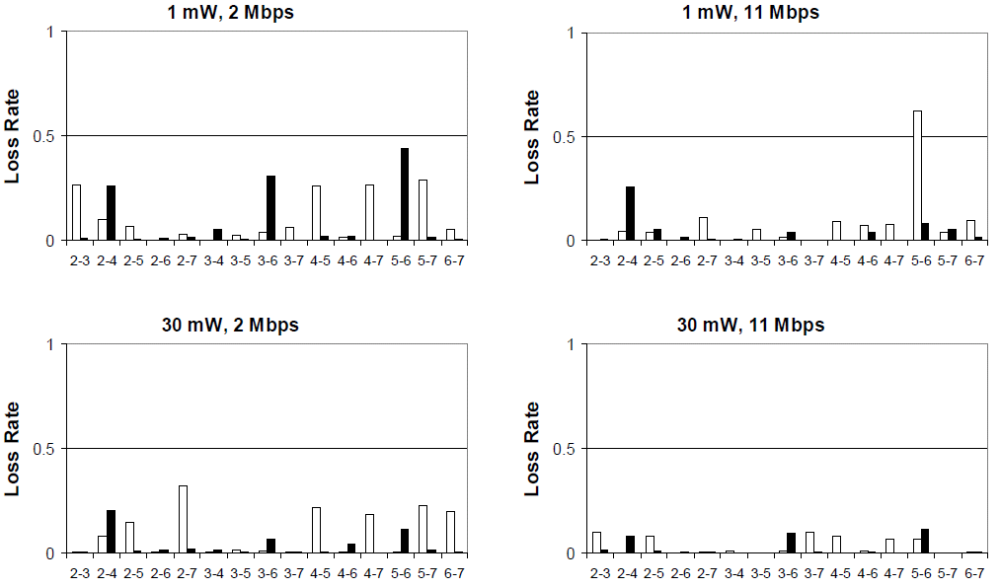 1 mW, 2 Mbps
1
0.5
0
Loss Rate
2-3 2-4 2-5 2-6 2-7 3-4 3-5 3-6 3-7 4-5 4-6 4-7 5-6 5-7 6-7
1 mW, 11 Mbps
1
0.5
0
Loss Rate
2-3 2-4 2-5 2-6 2-7 3-4 3-5 3-6 3-7 4-5 4-6 4-7 5-6 5-7 6-7
30 mW, 2 Mbps
1
0.5
0
Loss Rate
2-3 2-4 2-5 2-6 2-7 3-4 3-5 3-6 3-7 4-5 4-6 4-7 5-6 5-7 6-7
30 mW, 11 Mbps
1
0.5
0
Loss Rate
2-3 2-4 2-5 2-6 2-7 3-4 3-5 3-6 3-7 4-5 4-6 4-7 5-6 5-7 6-7